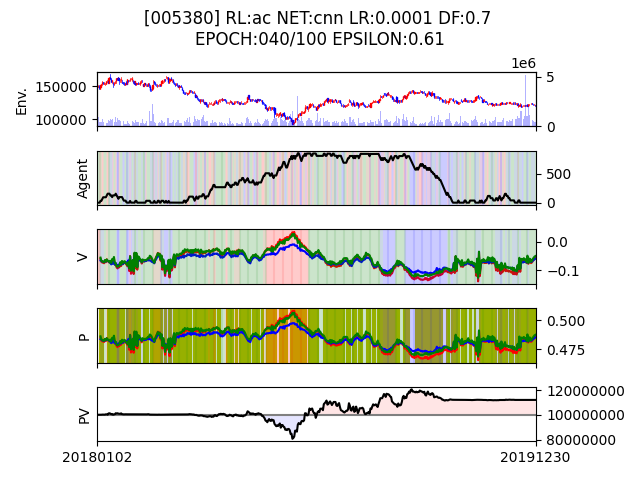 [005380] RL:ac NET:cnn LR:0.0001 DF:0.7
EPOCH:040/100 EPSILON:0.61
1e6
Env.
150000
100000
5
0
Agent
500
0
V
0.0
−0.1
P
0.500
0.475
PV
120000000
100000000
80000000
20180102
20191230